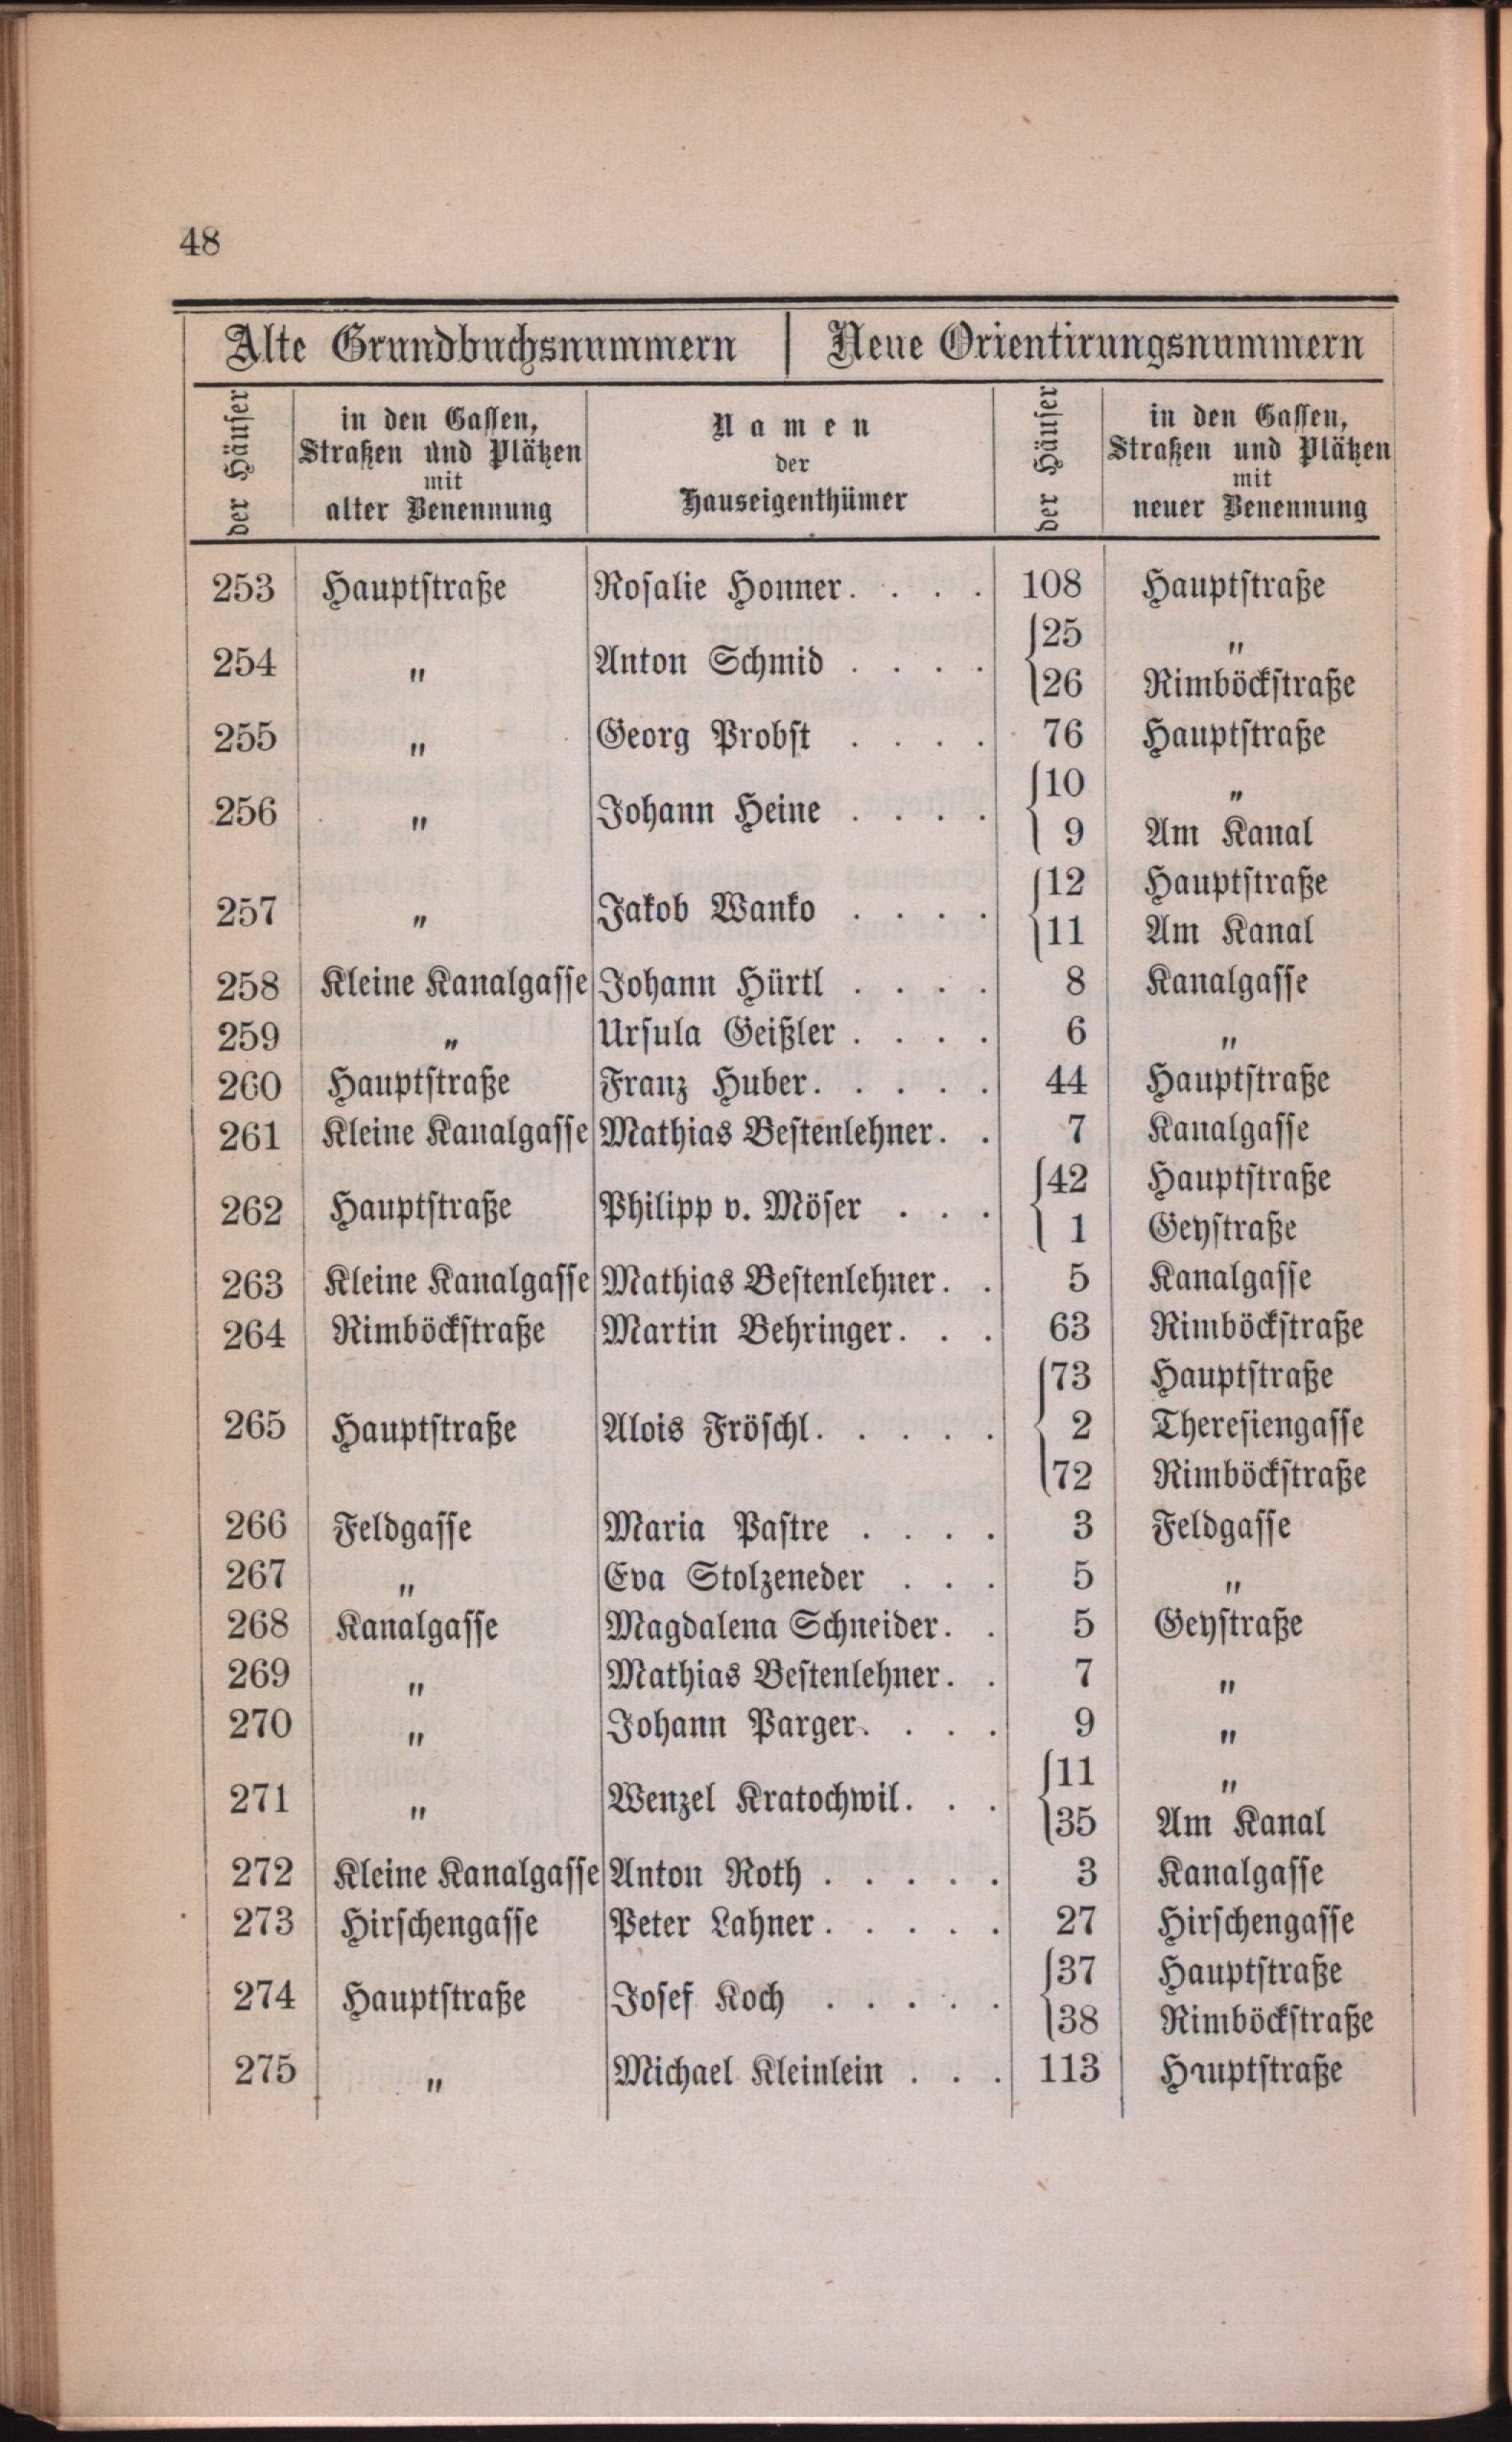 48
Alte Grundbuchsnummern | Neue Orientirungsnummern
der Häuser | in den Gassen, Straßen und Plätzen mit alter Benennung | Namen der Hauseigenthümer | der Häuser | in den Gassen, Straßen und Plätzen mit neuer Benennung
253 Hauptstraße Rosalie Honner. . . . 108 Hauptstraße
254 „ Anton Schmid . . . . {25 „
{26 Rimböckstraße
255 „ Georg Probst . . . . 76 Hauptstraße
256 „ Johann Heine . . . . {10 „
{9 Am Kanal
257 „ Jakob Wanko . . . . {12 Hauptstraße
{11 Am Kanal
258 Kleine Kanalgasse Johann Hürtl . . . . 8 Kanalgasse
259 „ Ursula Geißler . . . . 6 „
260 Hauptstraße Franz Huber. . . . . 44 Hauptstraße
261 Kleine Kanalgasse Mathias Bestenlehner. . 7 Kanalgasse
262 Hauptstraße Philipp v. Möser . . . {42 Hauptstraße
{1 Geystraße
263 Kleine Kanalgasse Mathias Bestenlehner. . 5 Kanalgasse
264 Rimböckstraße Martin Behringer. . . 63 Rimböckstraße
{73 Hauptstraße
265 Hauptstraße Alois Fröschl. . . . . {2 Theresiengasse
{72 Rimböckstraße
266 Feldgasse Maria Pastre . . . . 3 Feldgasse
267 „ Eva Stolzeneder . . . 5 „
268 Kanalgasse Magdalena Schneider. . 5 Geystraße
269 „ Mathias Bestenlehner. . 7 „
270 „ Johann Parger. . . . 9 „
271 „ Wenzel Kratochwil. . . {11 „
{35 Am Kanal
272 Kleine Kanalgasse Anton Roth . . . . . 3 Kanalgasse
273 Hirschengasse Peter Lahner. . . . . 27 Hirschengasse
274 Hauptstraße Josef Koch . . . . . {37 Hauptstraße
{38 Rimböckstraße
275 „ Michael Kleinlein . . . 113 Hauptstraße